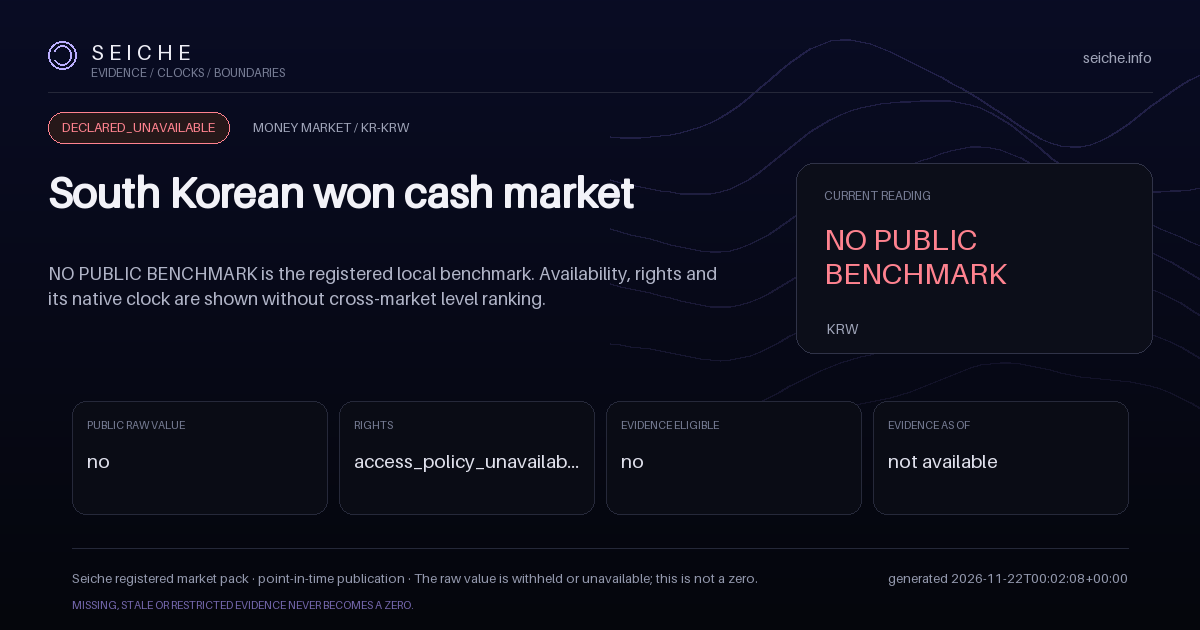 SEICHE
EVIDENCE / CLOCKS / BOUNDARIES
seiche.info
DECLARED_UNAVAILABLE
MONEY MARKET / KR-KRW
South Korean won cash market
NO PUBLIC BENCHMARK is the registered local benchmark. Availability, rights and
its native clock are shown without cross-market level ranking.
CURRENT READING
NO PUBLIC
BENCHMARK
KRW
PUBLIC RAW VALUE
no
RIGHTS
access_policy_unavailab...
EVIDENCE ELIGIBLE
no
EVIDENCE AS OF
not available
Seiche registered market pack · point-in-time publication · The raw value is withheld or unavailable; this is not a zero.
generated 2026-11-22T00:02:08+00:00
MISSING, STALE OR RESTRICTED EVIDENCE NEVER BECOMES A ZERO.